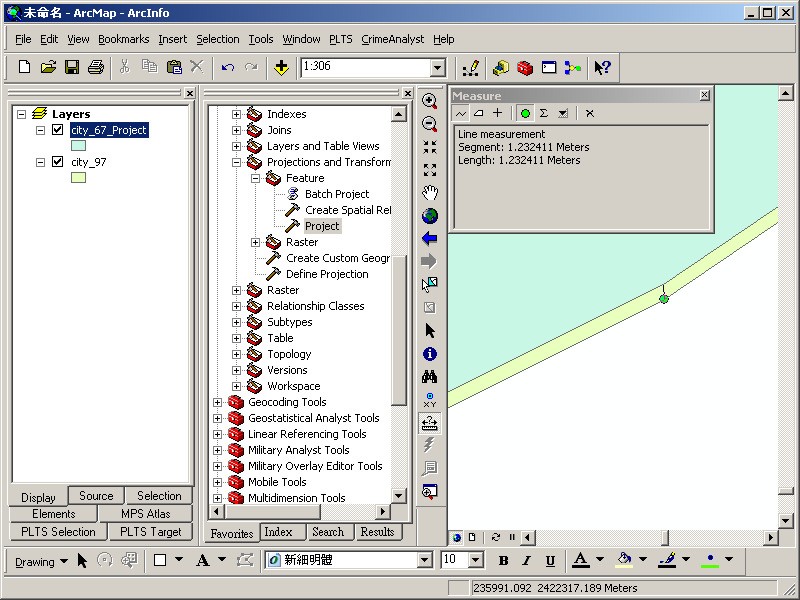 未命名 - ArcMap - ArcInfo
File Edit View Bookmarks Insert Selection Tools Window PLTS CrimeAnalyst Help
1:306
Layers
city_67_Project
city_97
Display Source Selection
Elements MPS Atlas
PLTS Selection PLTS Target
Indexes
Joins
Layers and Table Views
Projections and Transform
Feature
Batch Project
Create Spatial Rel
Project
Raster
Create Custom Geogr
Define Projection
Raster
Relationship Classes
Subtypes
Table
Topology
Versions
Workspace
Geocoding Tools
Geostatistical Analyst Tools
Linear Referencing Tools
Military Analyst Tools
Military Overlay Editor Tools
Mobile Tools
Multidimension Tools
Favorites Index Search Results
XY
Measure
Line measurement
Segment: 1.232411 Meters
Length: 1.232411 Meters
Drawing A 新細明體 10 B I U A
235991.092 2422317.189 Meters